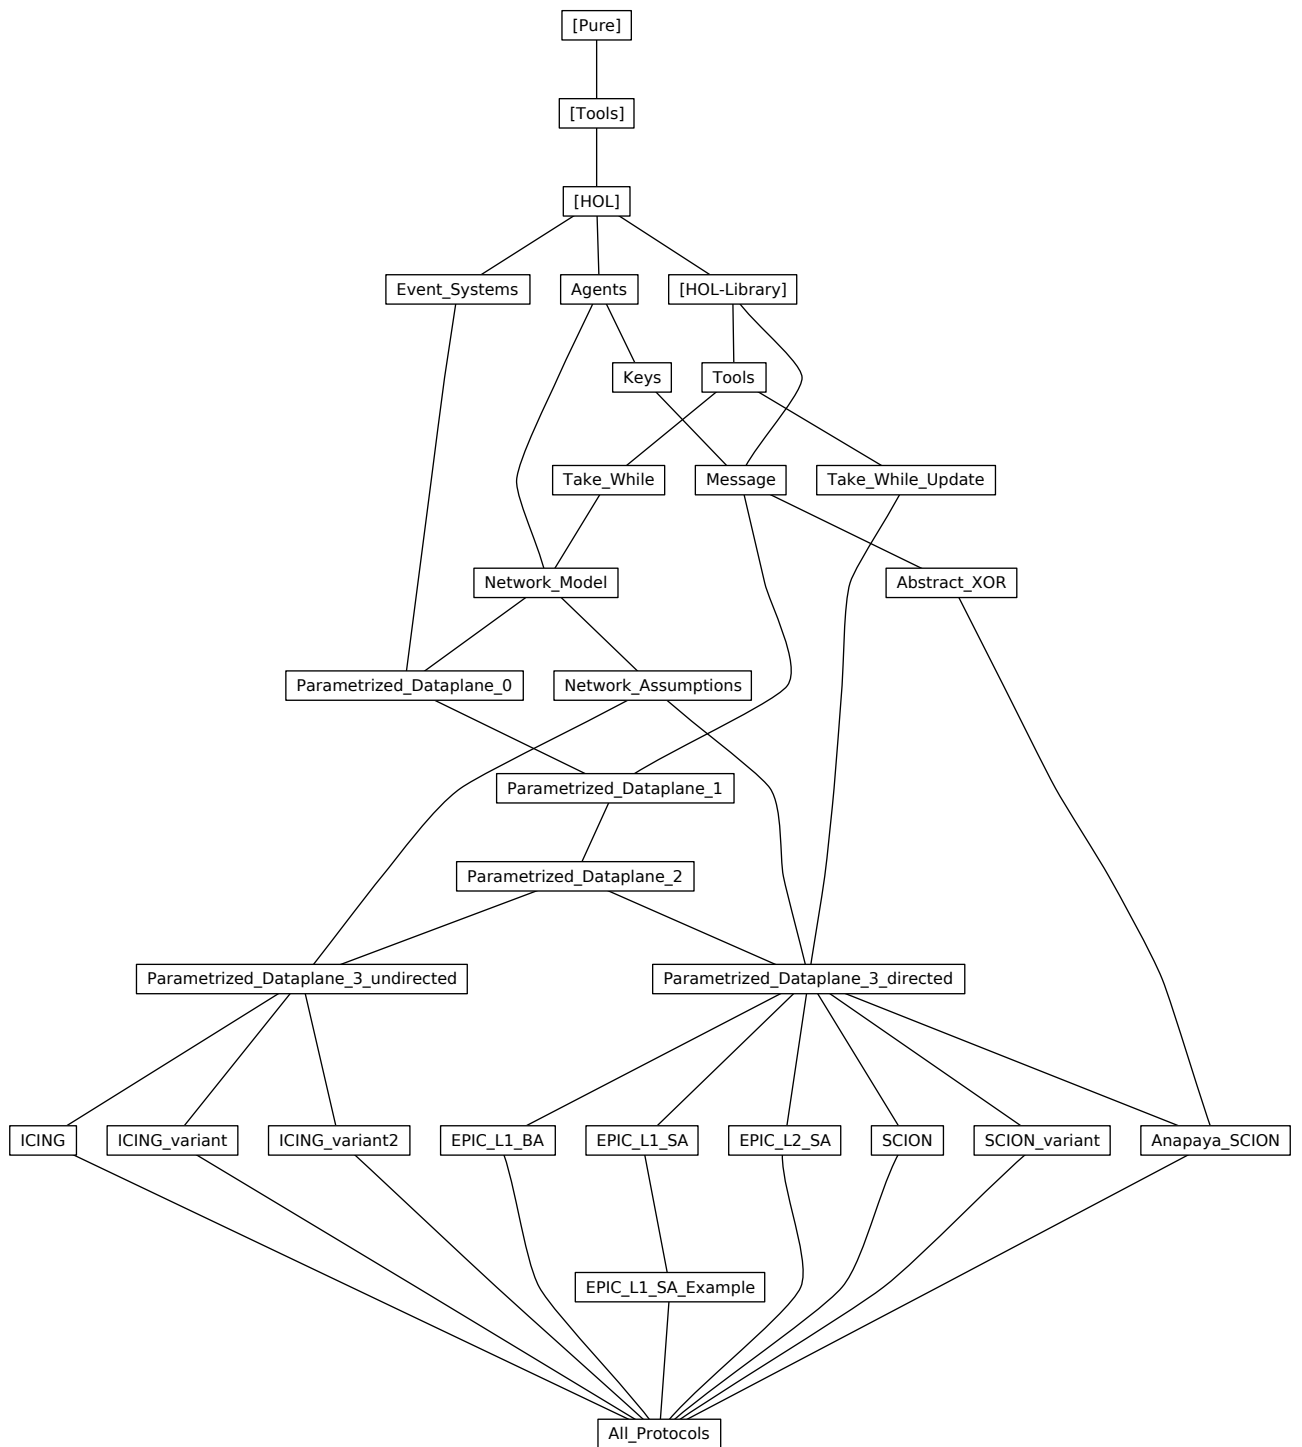 [Pure]
[Tools]
[HOL]
Event_Systems
Agents
[HOL-Library]
Keys
Tools
Take_While
Message
Take_While_Update
Network_Model
Abstract_XOR
Parametrized_Dataplane_0
Network_Assumptions
Parametrized_Dataplane_1
Parametrized_Dataplane_2
Parametrized_Dataplane_3_undirected
Parametrized_Dataplane_3_directed
ICING
ICING_variant
ICING_variant2
EPIC_L1_BA
EPIC_L1_SA
EPIC_L2_SA
SCION
SCION_variant
Anapaya_SCION
EPIC_L1_SA_Example
All_Protocols